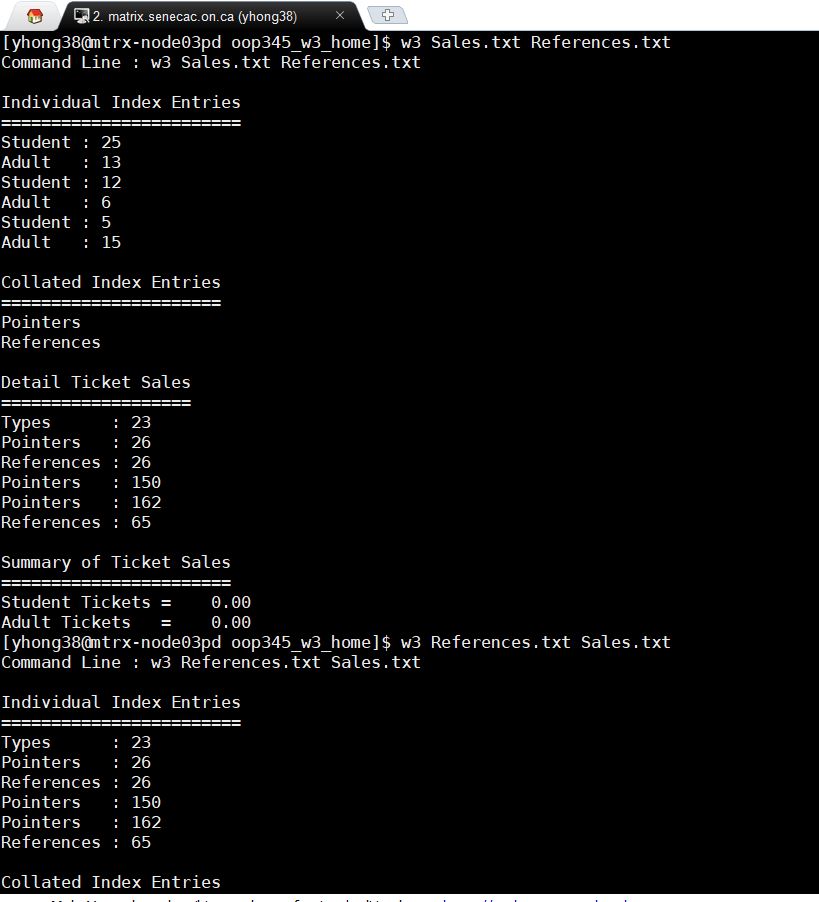 2. matrix.senecac.on.ca (yhong38)
[yhong38@mtrx-node03pd oop345_w3_home]$ w3 Sales.txt References.txt
Command Line : w3 Sales.txt References.txt
Individual Index Entries
========================
Student : 25
Adult   : 13
Student : 12
Adult   : 6
Student : 5
Adult   : 15
Collated Index Entries
======================
Pointers
References
Detail Ticket Sales
===================
Types      : 23
Pointers   : 26
References : 26
Pointers   : 150
Pointers   : 162
References : 65
Summary of Ticket Sales
=======================
Student Tickets =    0.00
Adult Tickets   =    0.00
[yhong38@mtrx-node03pd oop345_w3_home]$ w3 References.txt Sales.txt
Command Line : w3 References.txt Sales.txt
Individual Index Entries
========================
Types      : 23
Pointers   : 26
References : 26
Pointers   : 150
Pointers   : 162
References : 65
Collated Index Entries